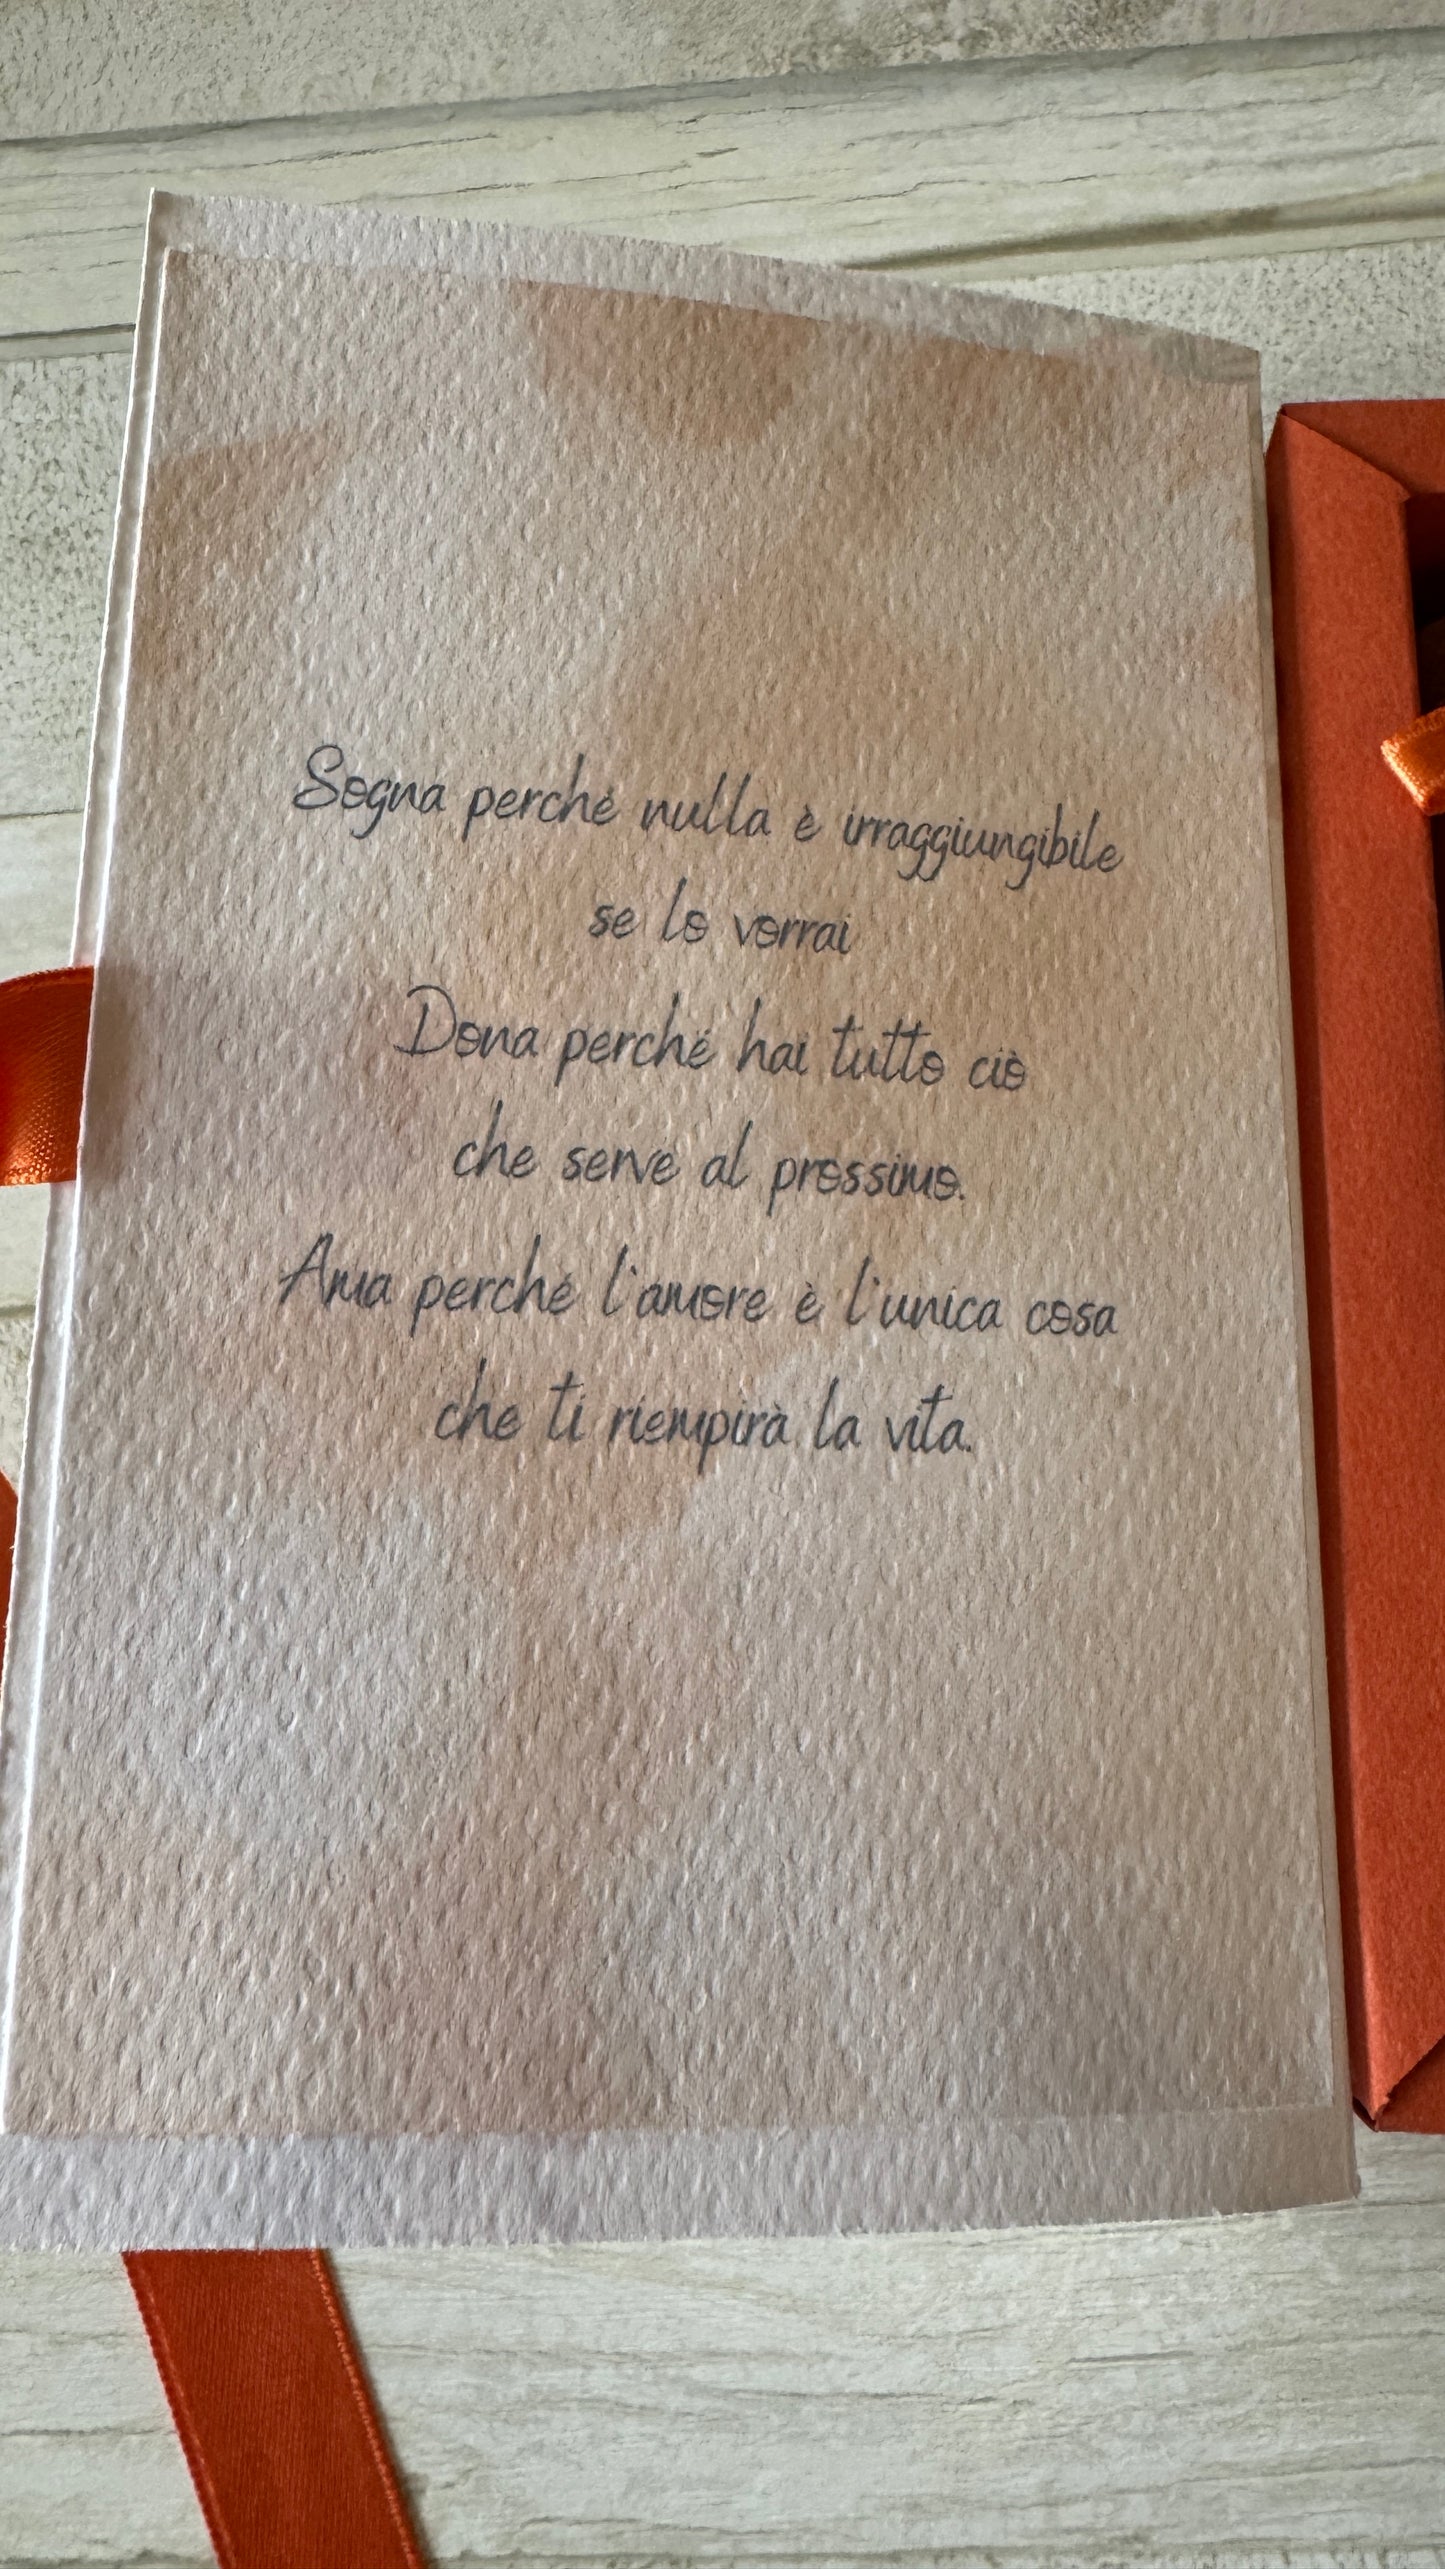 Sogna perché nulla è irraggiungibile
se lo vorrai
Dona perché hai tutto ciò
che serve al prossimo.
Ama perché l'amore è l'unica cosa
che ti riempirà la vita.